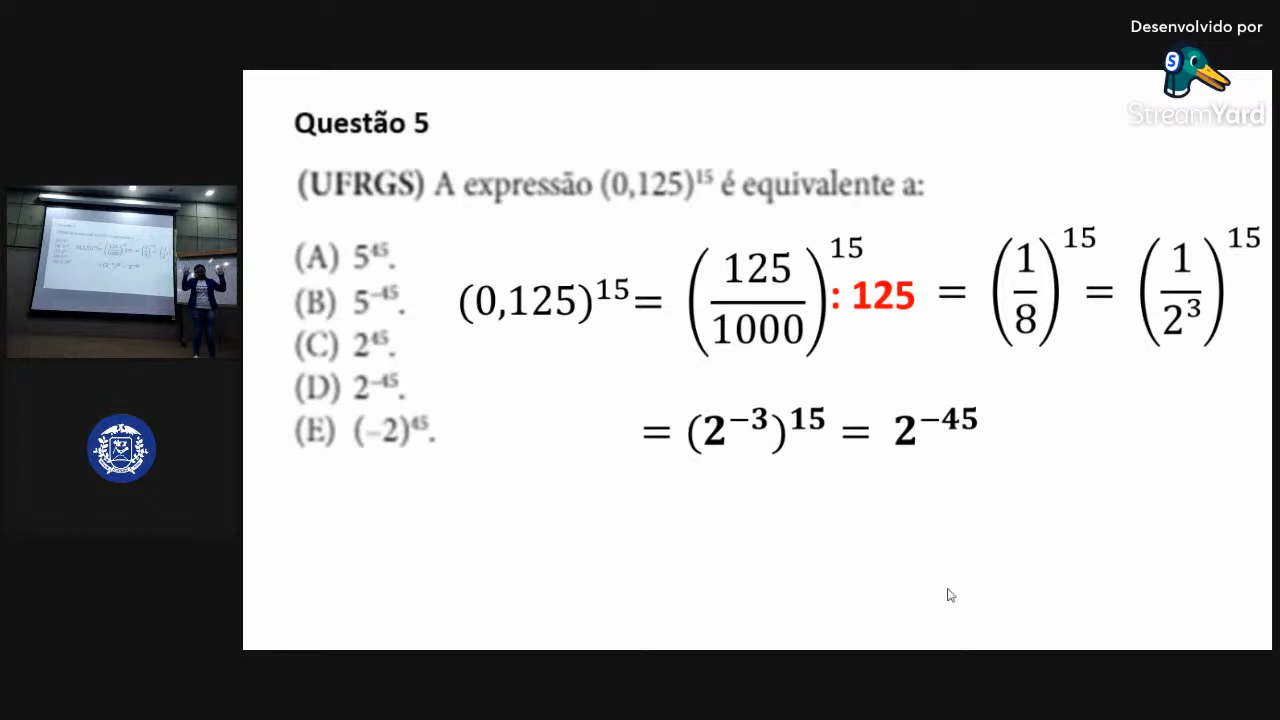 Desenvolvido por
StreamYard
Questão 5
(UFRGS) A expressão (0,125)¹⁵ é equivalente a:
(A) 5⁴⁵.
(B) 5⁻⁴⁵.
(C) 2⁴⁵.
(D) 2⁻⁴⁵.
(E) (–2)⁴⁵.
(0,125)¹⁵ = (125/1000)¹⁵ : 125 = (1/8)¹⁵ = (1/2³)¹⁵
= (2⁻³)¹⁵ = 2⁻⁴⁵